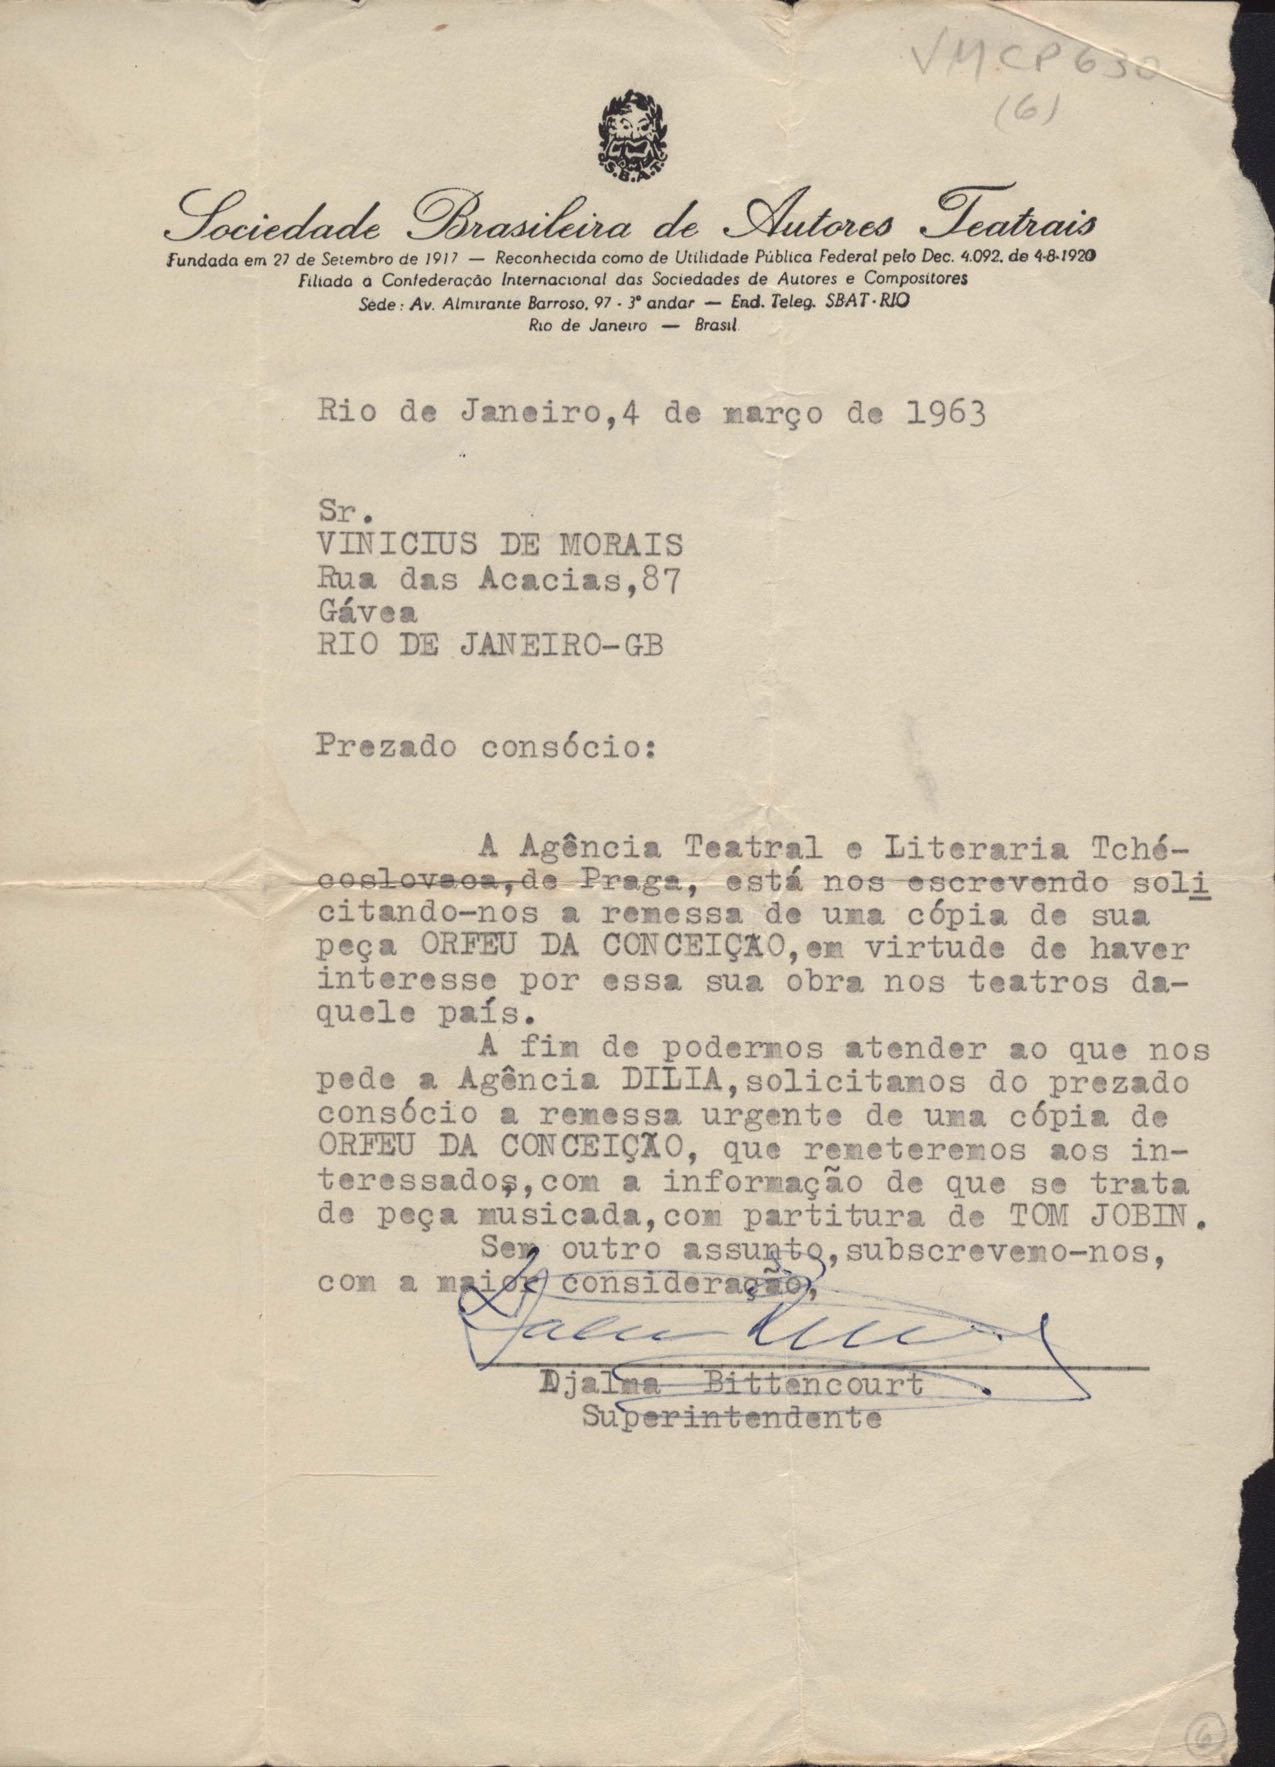 VMCP630
(6)
S.B.A.T.
Sociedade Brasileira de Autores Teatrais
Fundada em 27 de Setembro de 1917 — Reconhecida como de Utilidade Pública Federal pelo Dec. 4.092. de 4-8-1920
Filiada a Confederação Internacional das Sociedades de Autores e Compositores
Séde: Av. Almirante Barroso, 97 - 3º andar — End. Teleg. SBAT-RIO
Rio de Janeiro — Brasil
Rio de Janeiro,4 de março de 1963
Sr.
VINICIUS DE MORAIS
Rua das Acacias,87
Gávea
RIO DE JANEIRO-GB
Prezado consócio:
A Agência Teatral e Literaria Tché-
coslovaca,de Praga, está nos escrevendo soli
citando-nos a remessa de uma cópia de sua
peça ORFEU DA CONCEIÇÃO,em virtude de haver
interesse por essa sua obra nos teatros da-
quele país.
A fim de podermos atender ao que nos
pede a Agência DILIA,solicitamos do prezado
consócio a remessa urgente de uma cópia de
ORFEU DA CONCEIÇÃO, que remeteremos aos in-
teressados,com a informação de que se trata
de peça musicada,com partitura de TOM JOBIN.
Sem outro assunto,subscrevemo-nos,
com a maior consideração,
Djalma Bittencourt
Superintendente
6